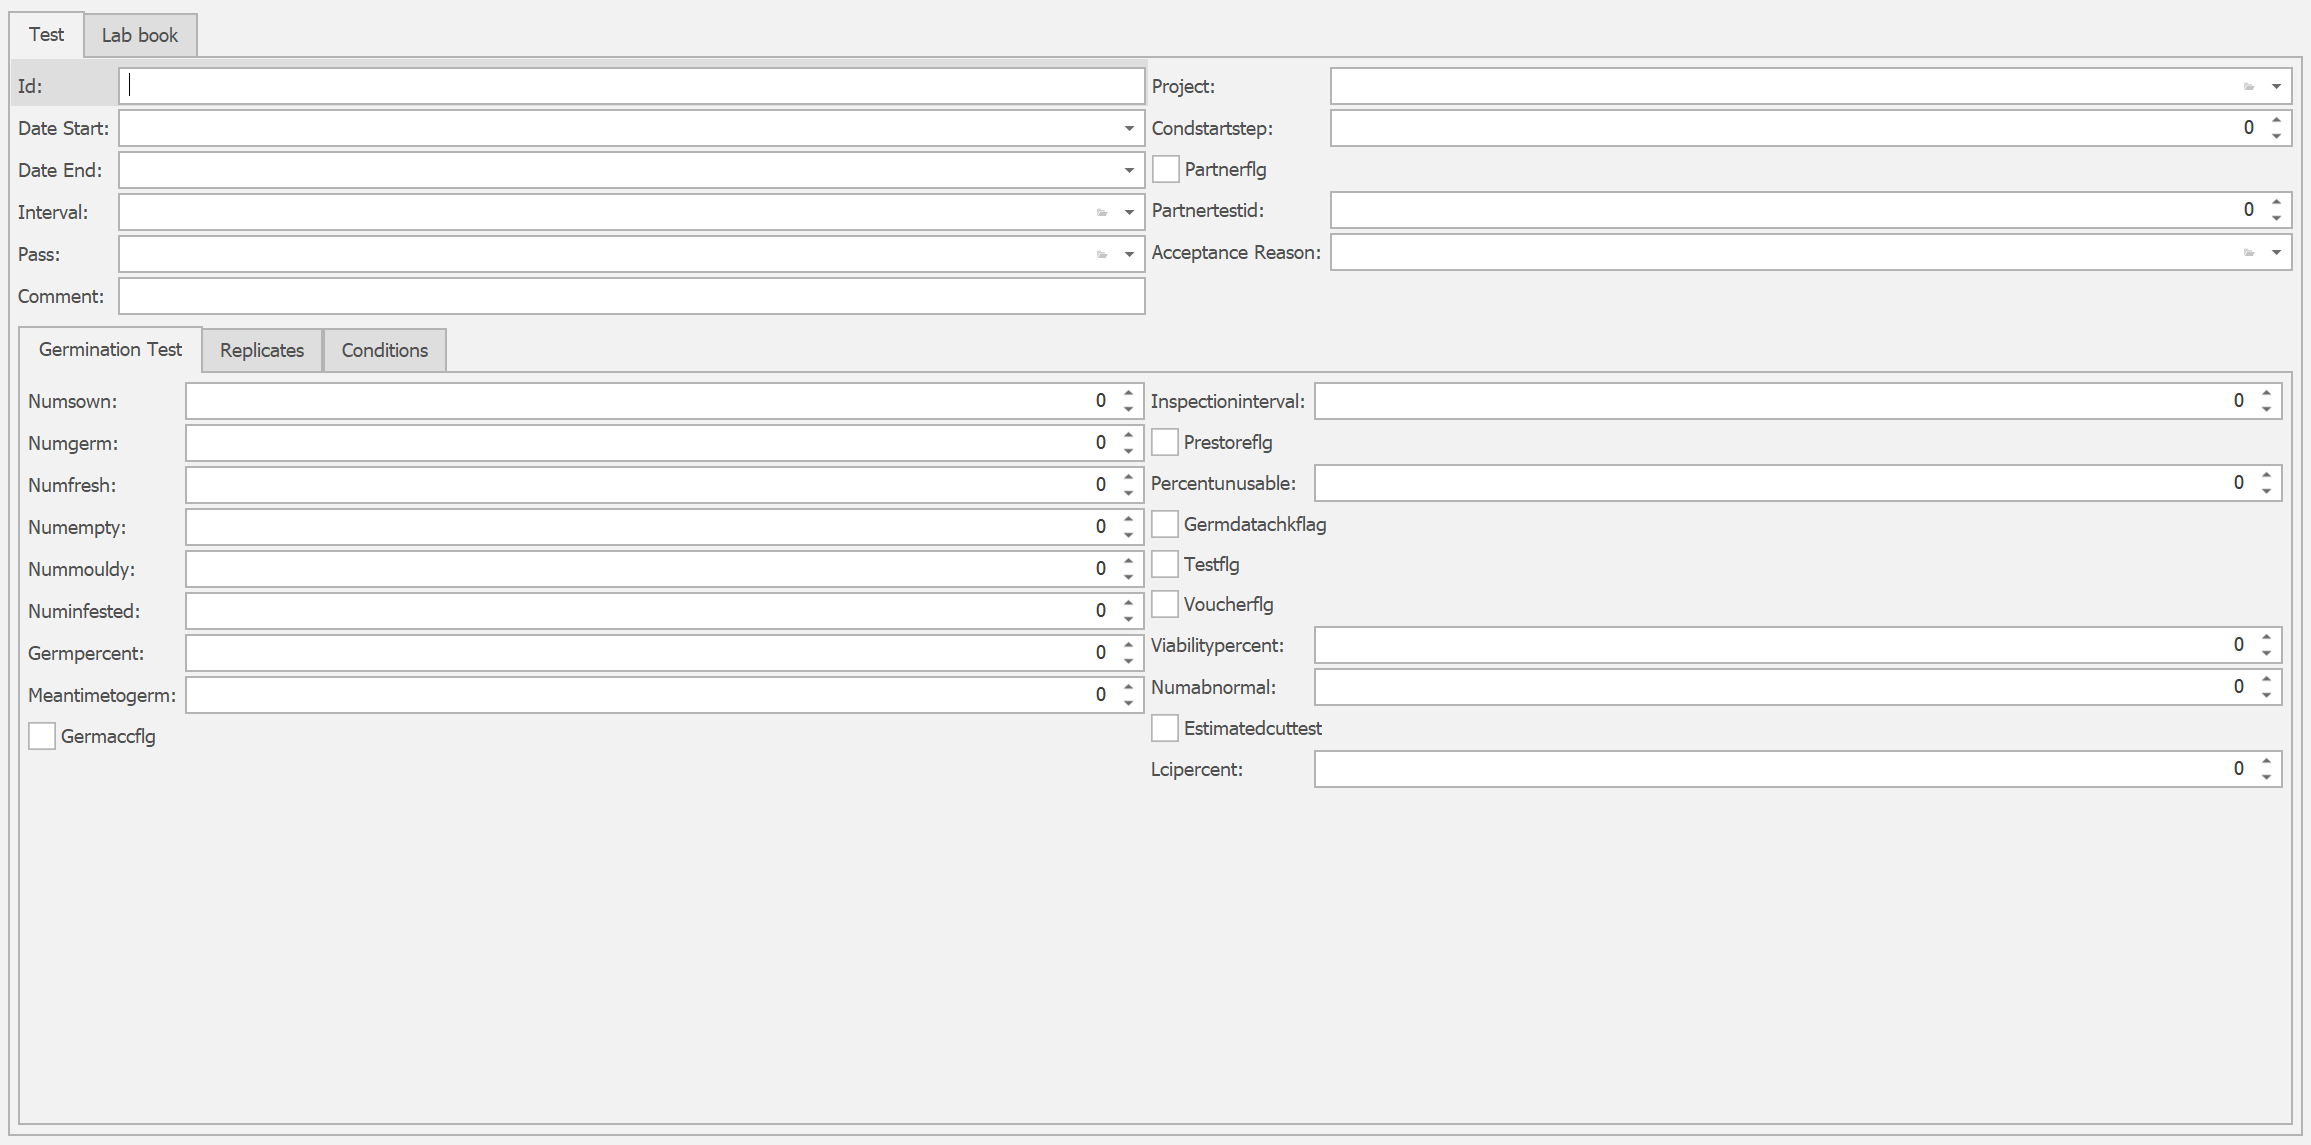 Test
Lab book
Id:
Date Start:
Date End:
Interval:
Pass:
Comment:
Project:
Condstartstep:
0
Partnerflg
Partnertestid:
0
Acceptance Reason:
Germination Test
Replicates
Conditions
Numsown:
0
Numgerm:
0
Numfresh:
0
Numempty:
0
Nummouldy:
0
Numinfested:
0
Germpercent:
0
Meantimetogerm:
0
Germaccflg
Inspectioninterval:
0
Prestoreflg
Percentunusable:
0
Germdatachkflag
Testflg
Voucherflg
Viabilitypercent:
0
Numabnormal:
0
Estimatedcuttest
Lcipercent:
0